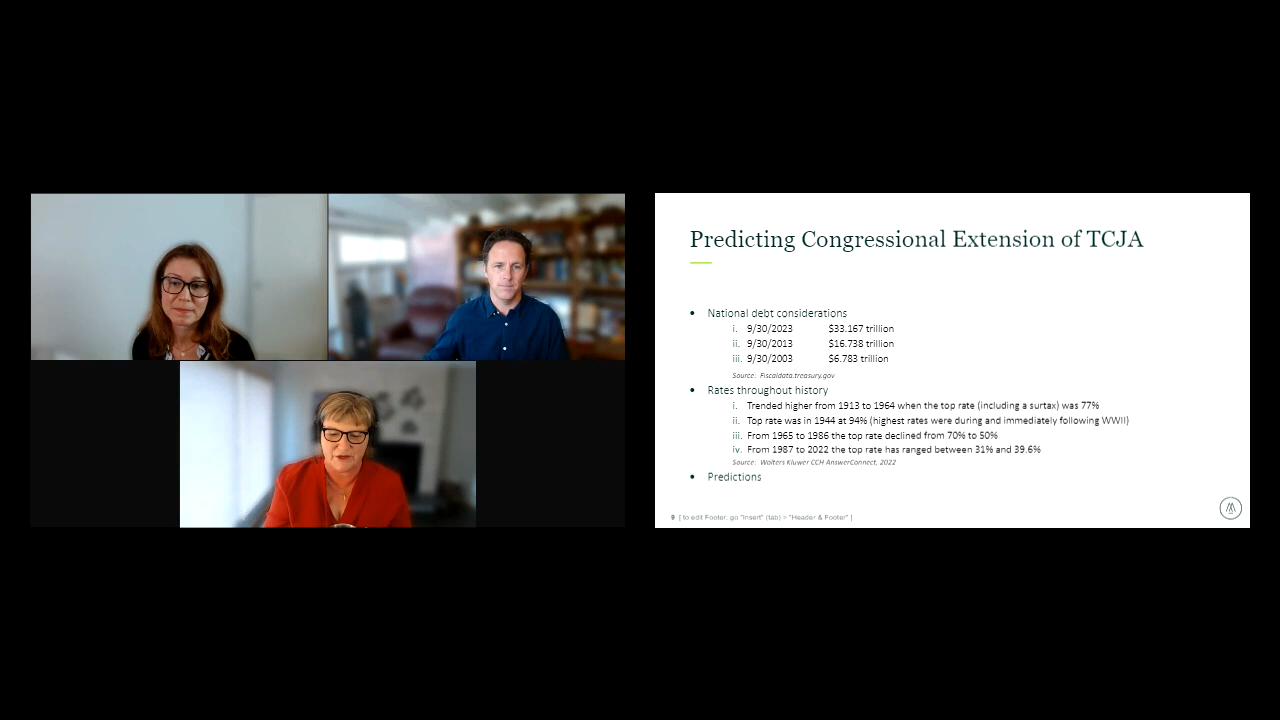 Predicting Congressional Extension of TCJA
• National debt considerations
i. 9/30/2023 $33.167 trillion
ii. 9/30/2013 $16.738 trillion
iii. 9/30/2003 $6.783 trillion
Source: Fiscaldata.treasury.gov
• Rates throughout history
i. Trended higher from 1913 to 1964 when the top rate (including a surtax) was 77%
ii. Top rate was in 1944 at 94% (highest rates were during and immediately following WWII)
iii. From 1965 to 1986 the top rate declined from 70% to 50%
iv. From 1987 to 2022 the top rate has ranged between 31% and 39.6%
Source: Wolters Kluwer CCH AnswerConnect, 2022
• Predictions
9 [ to edit Footer, go "Insert" (tab) > "Header & Footer" ]